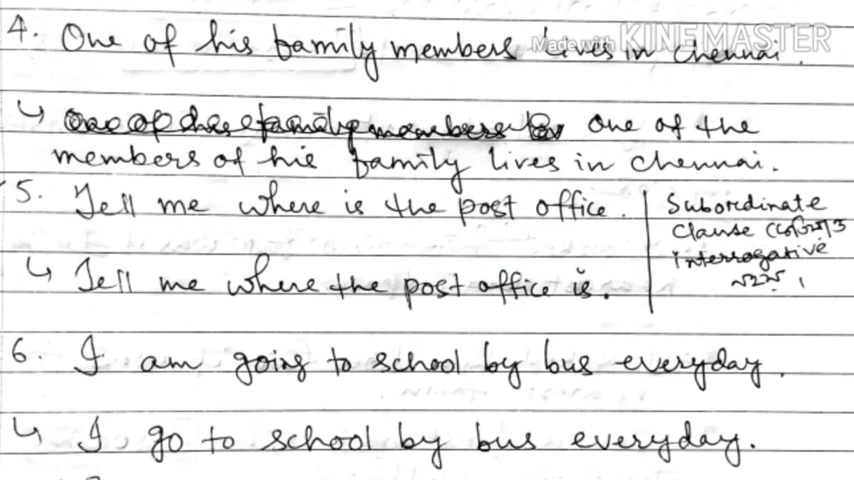 Made with KINEMASTER
4. One of his family members lives in Chennai.
↳ one of the
members of his family lives in Chennai.
5. Tell me where is the post office.
↳ Tell me where the post office is.
Subordinate
clause
interrogative
6. I am going to school by bus everyday.
↳ I go to school by bus everyday.